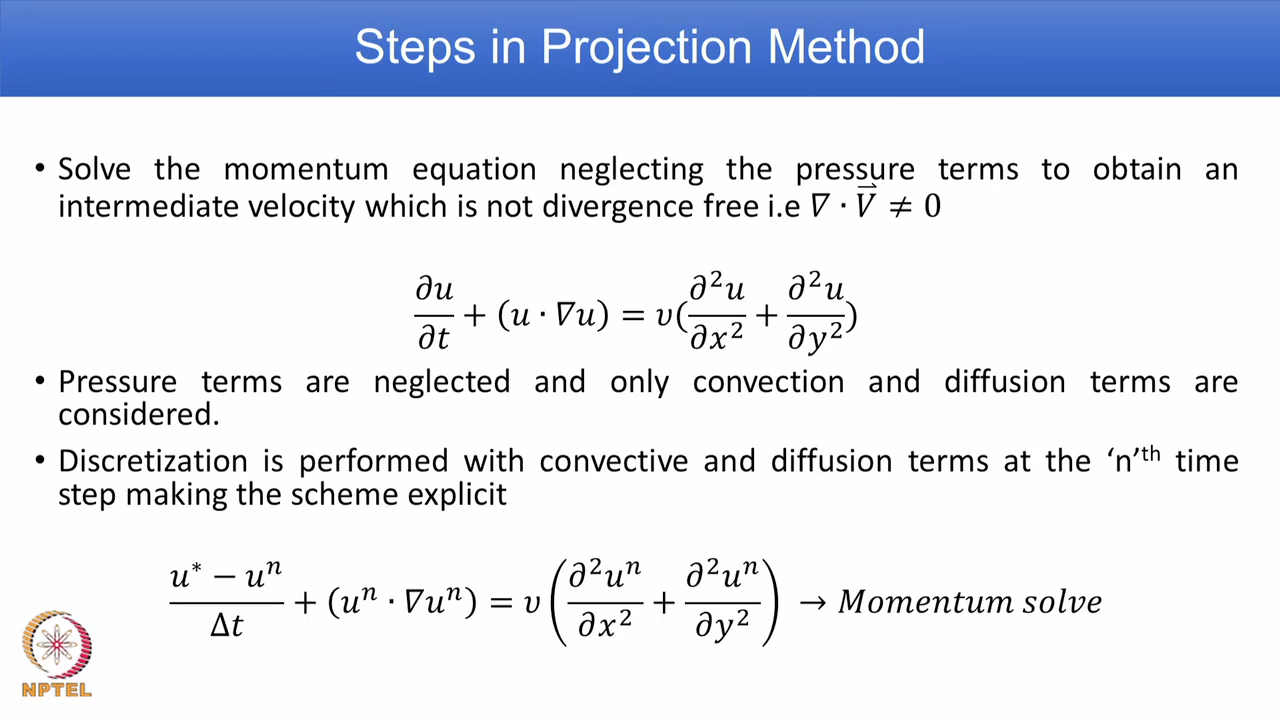 Steps in Projection Method
• Solve the momentum equation neglecting the pressure terms to obtain an
intermediate velocity which is not divergence free i.e ∇ · V⃗ ≠ 0
∂u/∂t + (u · ∇u) = υ(∂²u/∂x² + ∂²u/∂y²)
• Pressure terms are neglected and only convection and diffusion terms are
considered.
• Discretization is performed with convective and diffusion terms at the ‘n’ᵗʰ time
step making the scheme explicit
(u* − uⁿ)/Δt + (uⁿ · ∇uⁿ) = υ(∂²uⁿ/∂x² + ∂²uⁿ/∂y²) → Momentum solve
NPTEL